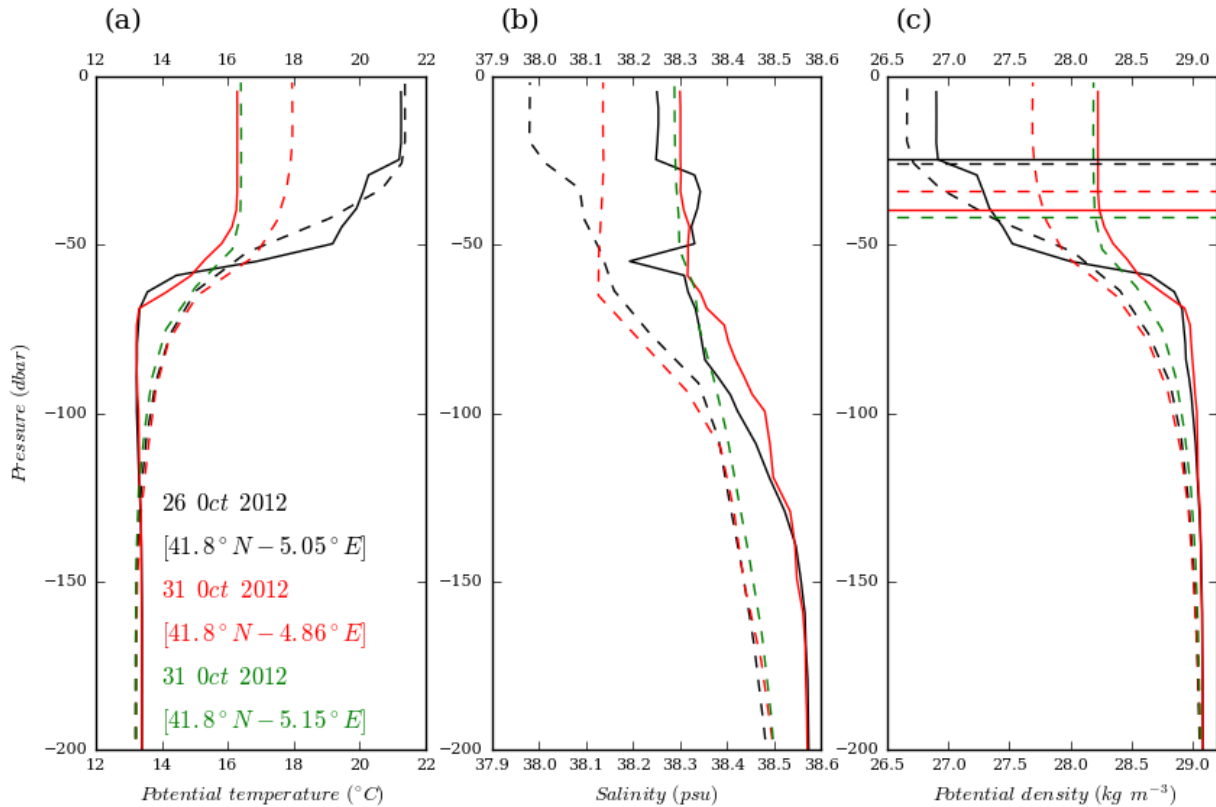 (a) (b) (c)
12 14 16 18 20 22 37.9 38.0 38.1 38.2 38.3 38.4 38.5 38.6 26.5 27.0 27.5 28.0 28.5 29.0
0 0 0
−50 −50 −50
−100 −100 −100
−150 −150 −150
−200 −200 −200
Pressure (dbar)
26 Oct 2012
[41.8°N−5.05°E]
31 Oct 2012
[41.8°N−4.86°E]
31 Oct 2012
[41.8°N−5.15°E]
12 14 16 18 20 22 37.9 38.0 38.1 38.2 38.3 38.4 38.5 38.6 26.5 27.0 27.5 28.0 28.5 29.0
Potential temperature (°C) Salinity (psu) Potential density (kg m⁻³)